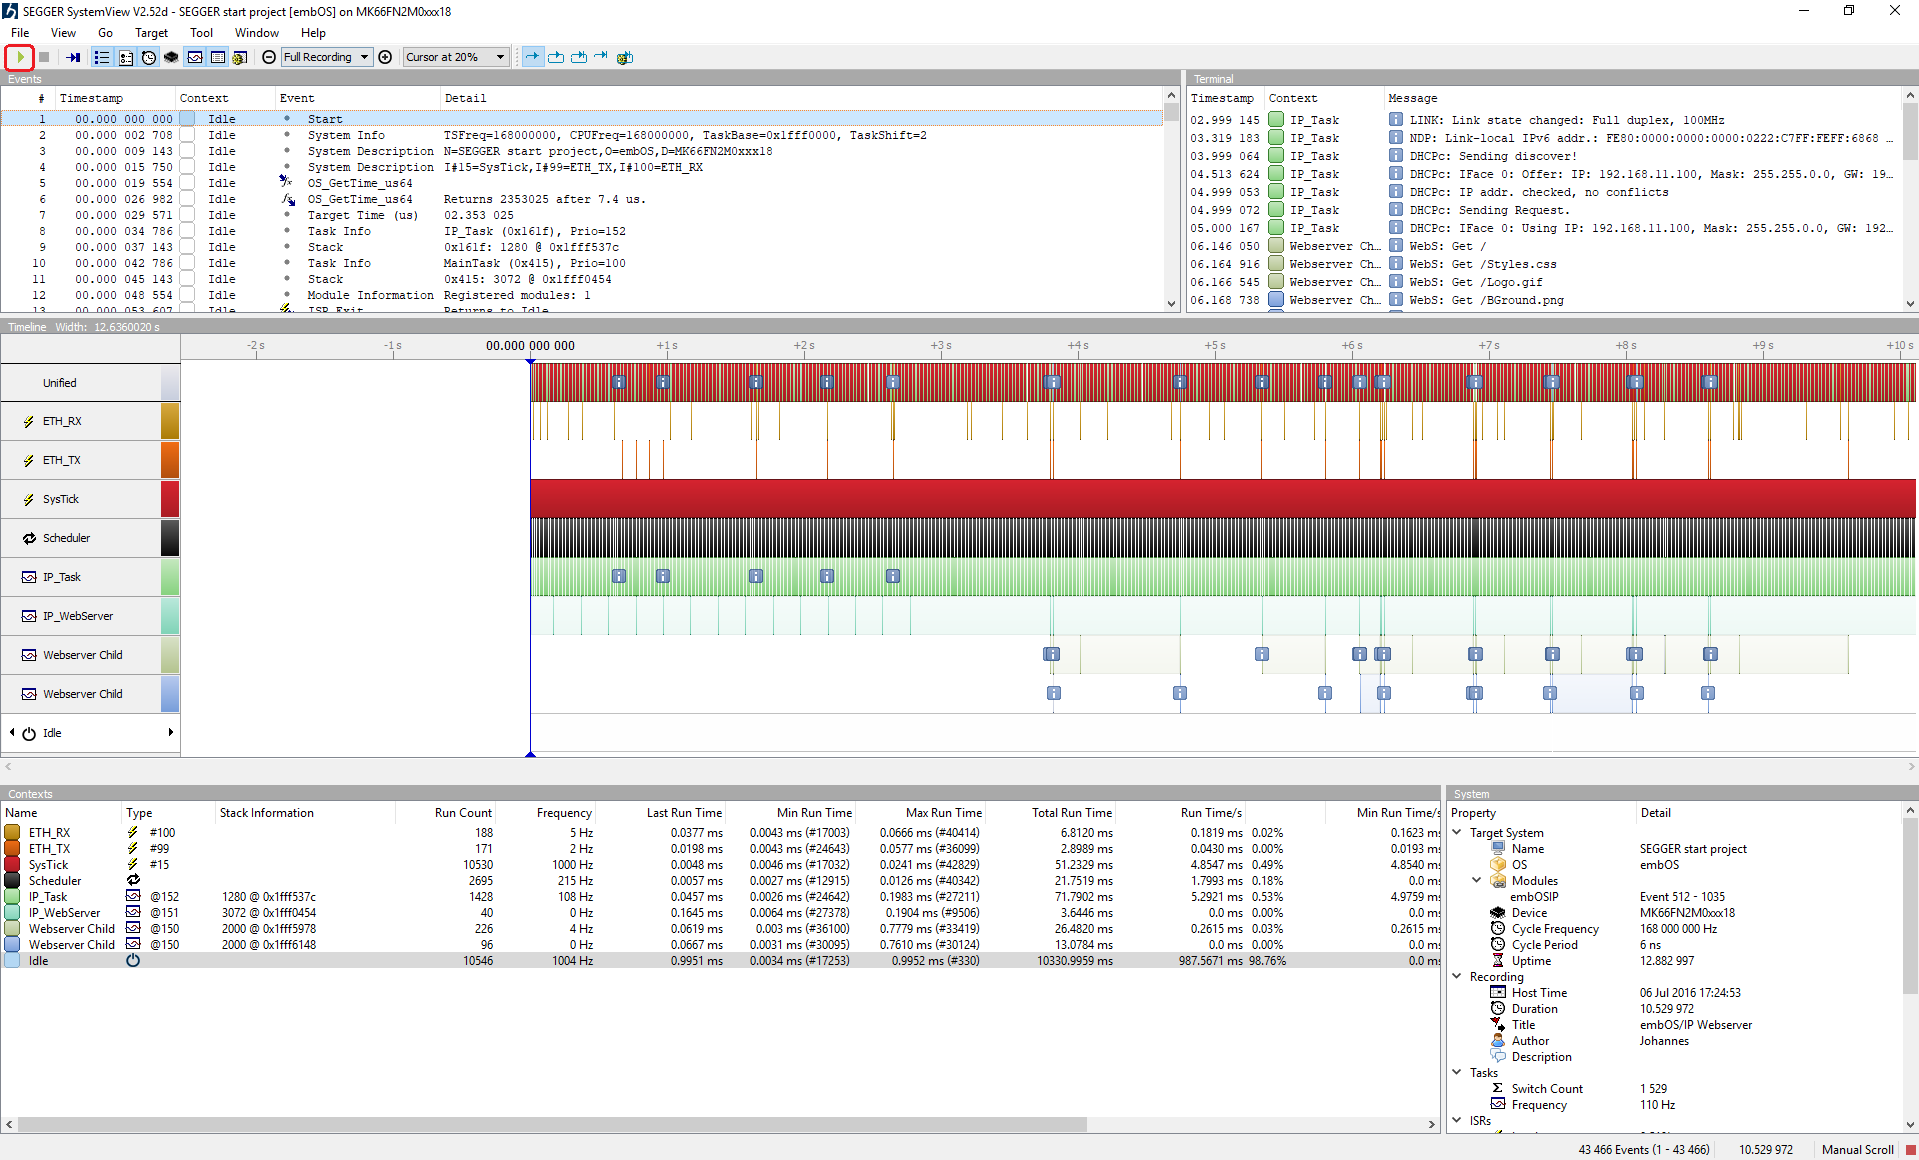 SEGGER SystemView V2.52d - SEGGER start project [embOS] on MK66FN2M0xxx18
File View Go Target Tool Window Help
Full Recording Cursor at 20%
Events
# Timestamp Context Event Detail
1 00.000 000 000 Idle Start
2 00.000 002 708 Idle System Info TSFreq=168000000, CPUFreq=168000000, TaskBase=0x1fff0000, TaskShift=2
3 00.000 009 143 Idle System Description N=SEGGER start project,O=embOS,D=MK66FN2M0xxx18
4 00.000 015 750 Idle System Description I#15=SysTick,I#99=ETH_TX,I#100=ETH_RX
5 00.000 019 554 Idle OS_GetTime_us64
6 00.000 026 982 Idle OS_GetTime_us64 Returns 2353025 after 7.4 us.
7 00.000 029 571 Idle Target Time (us) 02.353 025
8 00.000 034 786 Idle Task Info IP_Task (0x161f), Prio=152
9 00.000 037 143 Idle Stack 0x161f: 1280 @ 0x1fff537c
10 00.000 042 786 Idle Task Info MainTask (0x415), Prio=100
11 00.000 045 143 Idle Stack 0x415: 3072 @ 0x1fff0454
12 00.000 048 554 Idle Module Information Registered modules: 1
13 00.000 053 607 Idle ISR Exit Returns to Idle
Terminal
Timestamp Context Message
02.999 145 IP_Task LINK: Link state changed: Full duplex, 100MHz
03.319 183 IP_Task NDP: Link-local IPv6 addr.: FE80:0000:0000:0000:0222:C7FF:FEFF:6868 ...
03.999 064 IP_Task DHCPc: Sending discover!
04.513 624 IP_Task DHCPc: IFace 0: Offer: IP: 192.168.11.100, Mask: 255.255.0.0, GW: 19...
04.999 053 IP_Task DHCPc: IP addr. checked, no conflicts
04.999 072 IP_Task DHCPc: Sending Request.
05.000 167 IP_Task DHCPc: IFace 0: Using IP: 192.168.11.100, Mask: 255.255.0.0, GW: 192...
06.146 050 Webserver Ch... WebS: Get /
06.164 916 Webserver Ch... WebS: Get /Styles.css
06.166 545 Webserver Ch... WebS: Get /Logo.gif
06.168 738 Webserver Ch... WebS: Get /BGround.png
Timeline Width: 12.6360020 s
-2 s -1 s 00.000 000 000 +1 s +2 s +3 s +4 s +5 s +6 s +7 s +8 s +9 s +10 s
Unified
ETH_RX
ETH_TX
SysTick
Scheduler
IP_Task
IP_WebServer
Webserver Child
Webserver Child
Idle
Contexts
Name Type Stack Information Run Count Frequency Last Run Time Min Run Time Max Run Time Total Run Time Run Time/s Min Run Time/s
ETH_RX #100 188 5 Hz 0.0377 ms 0.0043 ms (#17003) 0.0666 ms (#40414) 6.8120 ms 0.1819 ms 0.02% 0.1623 ms
ETH_TX #99 171 2 Hz 0.0198 ms 0.0043 ms (#24643) 0.0577 ms (#36099) 2.8989 ms 0.0430 ms 0.00% 0.0193 ms
SysTick #15 10530 1000 Hz 0.0048 ms 0.0046 ms (#17032) 0.0241 ms (#42829) 51.2329 ms 4.8547 ms 0.49% 4.8540 ms
Scheduler 2695 215 Hz 0.0057 ms 0.0027 ms (#12915) 0.0126 ms (#40342) 21.7519 ms 1.7993 ms 0.18% 0.0 ms
IP_Task @152 1280 @ 0x1fff537c 1428 108 Hz 0.0457 ms 0.0026 ms (#24642) 0.1983 ms (#27211) 71.7902 ms 5.2921 ms 0.53% 4.9759 ms
IP_WebServer @151 3072 @ 0x1fff0454 40 0 Hz 0.1645 ms 0.0064 ms (#27378) 0.1904 ms (#9506) 3.6446 ms 0.0 ms 0.00% 0.0 ms
Webserver Child @150 2000 @ 0x1fff5978 226 4 Hz 0.0619 ms 0.003 ms (#36100) 0.7779 ms (#33419) 26.4820 ms 0.2615 ms 0.03% 0.2615 ms
Webserver Child @150 2000 @ 0x1fff6148 96 0 Hz 0.0667 ms 0.0031 ms (#30095) 0.7610 ms (#30124) 13.0784 ms 0.0 ms 0.00% 0.0 ms
Idle 10546 1004 Hz 0.9951 ms 0.0034 ms (#17253) 0.9952 ms (#330) 10330.9959 ms 987.5671 ms 98.76% 0.0 ms
System
Property Detail
Target System
Name SEGGER start project
OS embOS
Modules
embOSIP Event 512 - 1035
Device MK66FN2M0xxx18
Cycle Frequency 168 000 000 Hz
Cycle Period 6 ns
Uptime 12.882 997
Recording
Host Time 06 Jul 2016 17:24:53
Duration 10.529 972
Title embOS/IP Webserver
Author Johannes
Description
Tasks
Switch Count 1 529
Frequency 110 Hz
ISRs
43 466 Events (1 - 43 466) 10.529 972 Manual Scroll